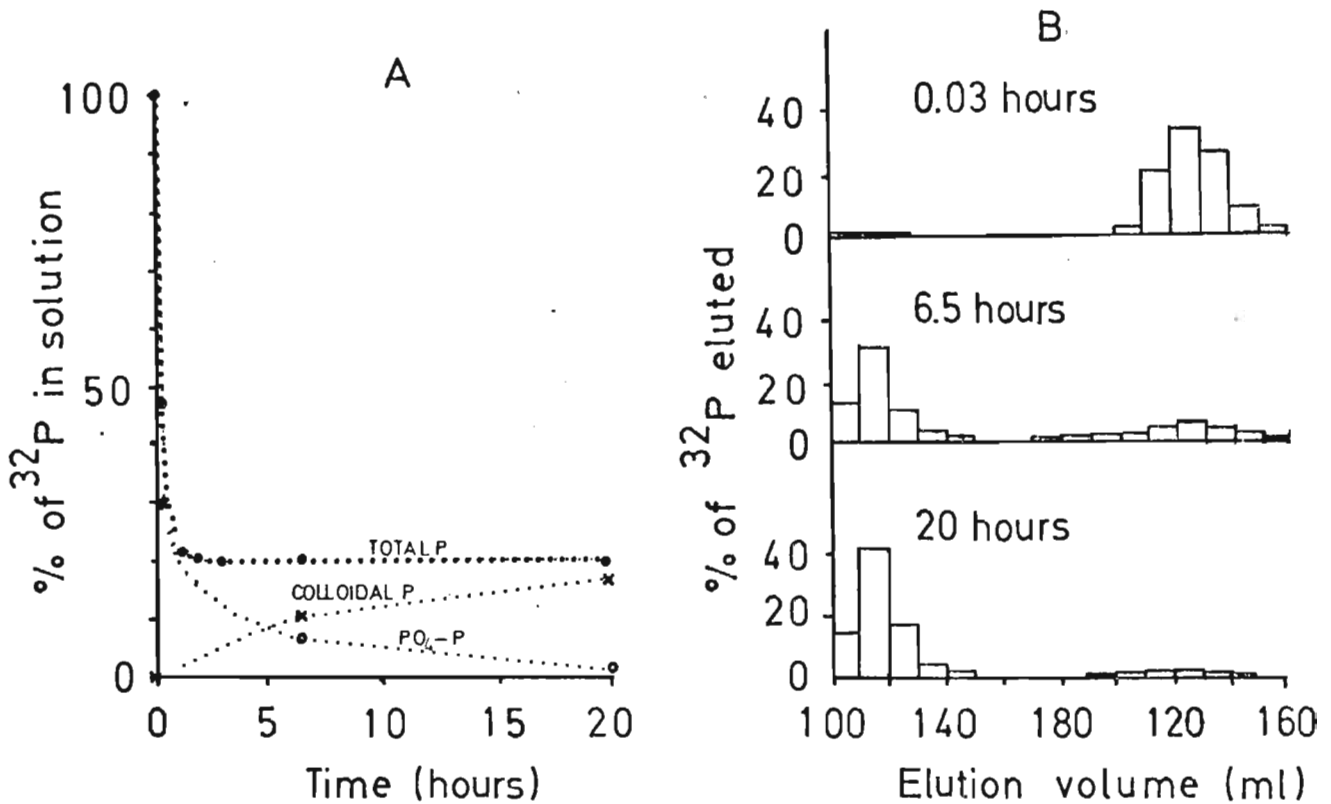 A
100
50
0
% of 32P in solution
TOTAL P
COLLOIDAL P
PO4-P
0 5 10 15 20
Time (hours)
B
0.03 hours
40
20
0
6.5 hours
40
20
0
20 hours
40
20
0
% of 32P eluted
100 140 180 120 160
Elution volume (ml)